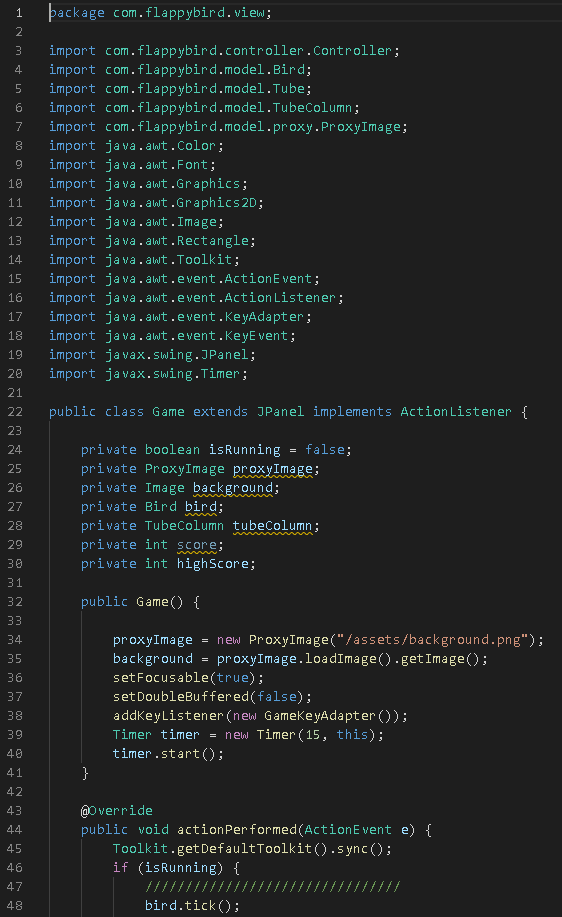 1 package com.flappybird.view;
2
3 import com.flappybird.controller.Controller;
4 import com.flappybird.model.Bird;
5 import com.flappybird.model.Tube;
6 import com.flappybird.model.TubeColumn;
7 import com.flappybird.model.proxy.ProxyImage;
8 import java.awt.Color;
9 import java.awt.Font;
10 import java.awt.Graphics;
11 import java.awt.Graphics2D;
12 import java.awt.Image;
13 import java.awt.Rectangle;
14 import java.awt.Toolkit;
15 import java.awt.event.ActionEvent;
16 import java.awt.event.ActionListener;
17 import java.awt.event.KeyAdapter;
18 import java.awt.event.KeyEvent;
19 import javax.swing.JPanel;
20 import javax.swing.Timer;
21
22 public class Game extends JPanel implements ActionListener {
23
24     private boolean isRunning = false;
25     private ProxyImage proxyImage;
26     private Image background;
27     private Bird bird;
28     private TubeColumn tubeColumn;
29     private int score;
30     private int highScore;
31
32     public Game() {
33
34         proxyImage = new ProxyImage("/assets/background.png");
35         background = proxyImage.loadImage().getImage();
36         setFocusable(true);
37         setDoubleBuffered(false);
38         addKeyListener(new GameKeyAdapter());
39         Timer timer = new Timer(15, this);
40         timer.start();
41     }
42
43     @Override
44     public void actionPerformed(ActionEvent e) {
45         Toolkit.getDefaultToolkit().sync();
46         if (isRunning) {
47             ////////////////////////////////
48             bird.tick();